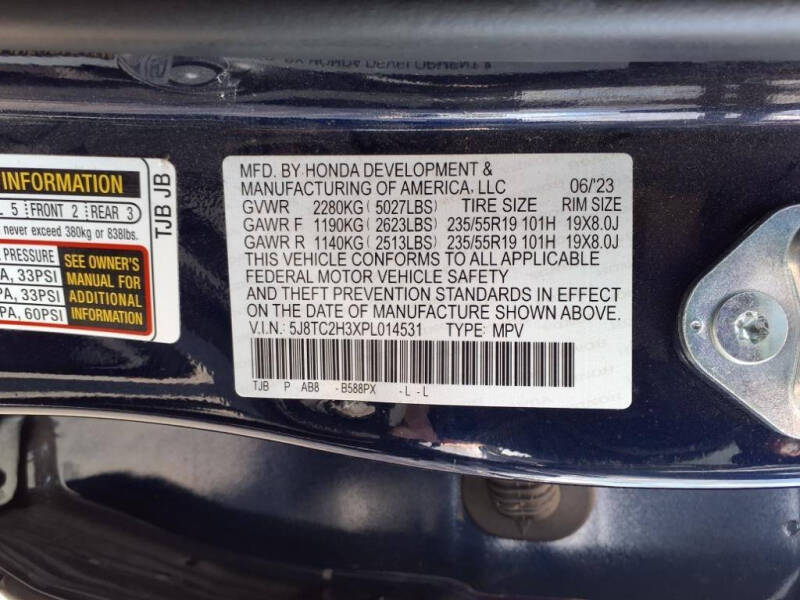 INFORMATION
5 FRONT 2 REAR 3
never exceed 380kg or 838lbs.
PRESSURE
PA, 33PSI
PA, 33PSI
PA, 60PSI
SEE OWNER'S
MANUAL FOR
ADDITIONAL
INFORMATION
TJB JB
MFD. BY HONDA DEVELOPMENT &
MANUFACTURING OF AMERICA, LLC 06/'23
GVWR 2280KG ( 5027LBS) TIRE SIZE RIM SIZE
GAWR F 1190KG ( 2623LBS) 235/55R19 101H 19X8.0J
GAWR R 1140KG ( 2513LBS) 235/55R19 101H 19X8.0J
THIS VEHICLE CONFORMS TO ALL APPLICABLE
FEDERAL MOTOR VEHICLE SAFETY
AND THEFT PREVENTION STANDARDS IN EFFECT
ON THE DATE OF MANUFACTURE SHOWN ABOVE.
V.I.N.: 5J8TC2H3XPL014531 TYPE: MPV
TJB P AB8 - B588PX - L - L